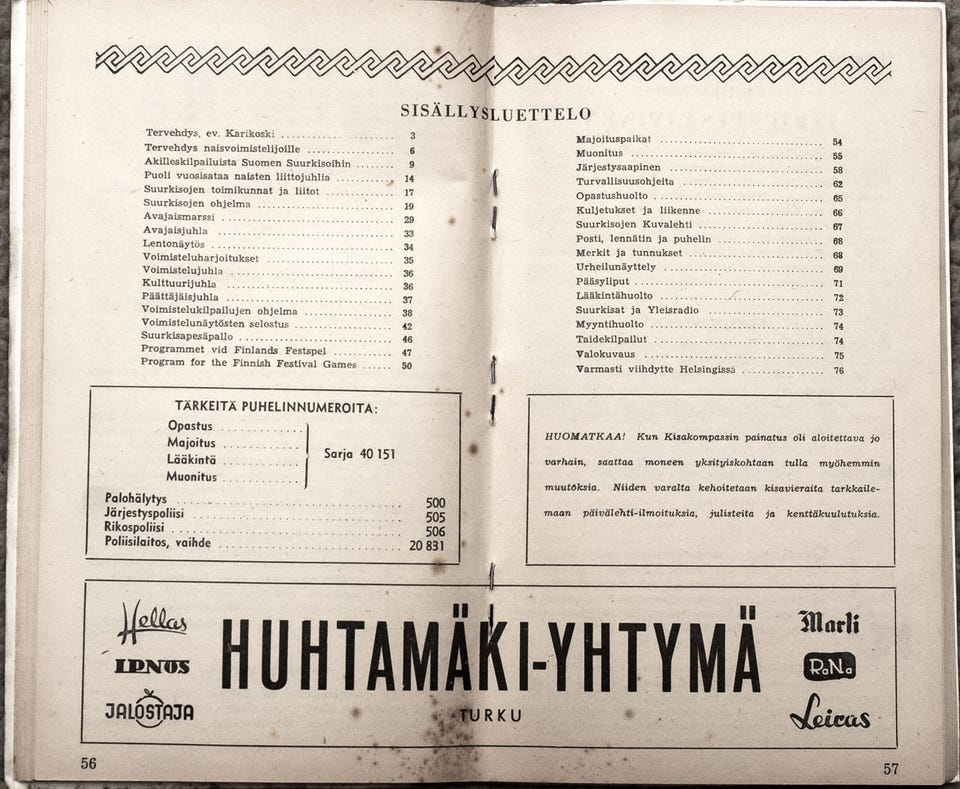 SISÄLLYSLUETTELO
Tervehdys, ev. Karikoski .................... 3
Tervehdys naisvoimistelijoille .................... 6
Akilleskilpailuista Suomen Suurkisoihin .......... 9
Puoli vuosisataa naisten liittojuhlia .......... 14
Suurkisojen toimikunnat ja liitot .......... 17
Suurkisojen ohjelma .................... 19
Avajaismarssi .................... 29
Avajaisjuhla .................... 33
Lentonäytös .................... 34
Voimisteluharjoitukset .................... 35
Voimistelujuhla .................... 36
Kulttuurijuhla .................... 36
Päättäjäisjuhla .................... 37
Voimistelukilpailujen ohjelma .................... 38
Voimistelunäytösten selostus .................... 42
Suurkisapesäpallo .................... 46
Programmet vid Finlands Festspel .......... 47
Program for the Finnish Festival Games ...... 50
Majoituspaikat .................... 54
Muonitus .................... 55
Järjestysaapinen .................... 58
Turvallisuusohjeita .................... 62
Opastushuolto .................... 65
Kuljetukset ja liikenne .................... 66
Suurkisojen Kuvalehti .................... 67
Posti, lennätin ja puhelin .................... 68
Merkit ja tunnukset .................... 68
Urheilunäyttely .................... 69
Pääsyliput .................... 71
Lääkintähuolto .................... 72
Suurkisat ja Yleisradio .................... 73
Myyntihuolto .................... 74
Taidekilpailut .................... 74
Valokuvaus .................... 75
Varmasti viihdytte Helsingissä .................... 76
TÄRKEITÄ PUHELINNUMEROITA:
Opastus ..........
Majoitus ..........
Lääkintä ..........
Muonitus ..........
Sarja 40 151
Palohälytys .................... 500
Järjestyspoliisi .................... 505
Rikospoliisi .................... 506
Poliisilaitos, vaihde .................... 20 831
HUOMATKAA! Kun Kisakompassin painatus oli aloitettava jo
varhain, saattaa moneen yksityiskohtaan tulla myöhemmin
muutöksia. Niiden varalta kehoitetaan kisavieraita tarkkaile-
maan päivälehti-ilmoituksia, julisteita ja kenttäkuulutuksia.
Hellas
IPNOS
JALOSTAJA
HUHTAMÄKI-YHTYMÄ
TURKU
Marli
RaNa
Leiras
56
57